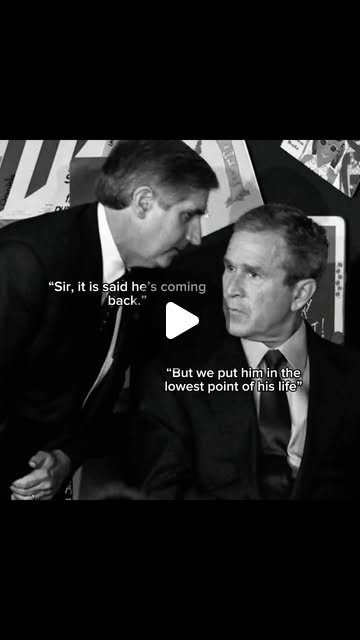 “Sir, it is said he's coming
back.”
“But we put him in the
lowest point of his life”